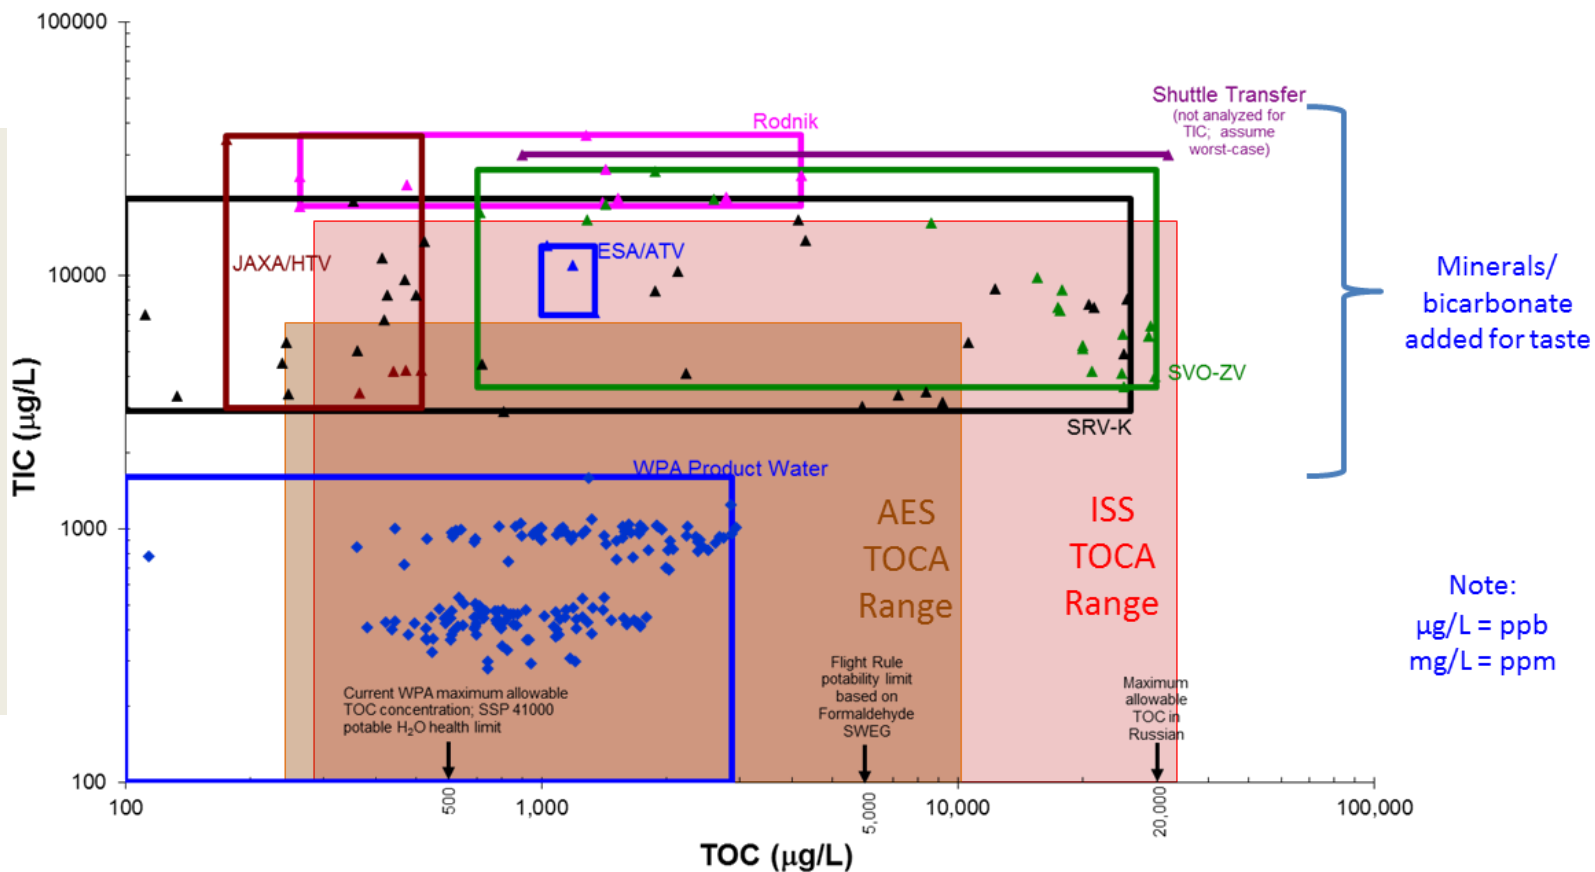 100000
Shuttle Transfer
(not analyzed for
TIC; assume
worst-case)
Rodnik
JAXA/HTV
ESA/ATV
10000
Minerals/
bicarbonate
added for taste
SVO-ZV
SRV-K
TIC (µg/L)
WPA Product Water
AES
TOCA
Range
ISS
TOCA
Range
1000
Note:
µg/L = ppb
mg/L = ppm
Current WPA maximum allowable
TOC concentration; SSP 41000
potable H₂O health limit
Flight Rule
potability limit
based on
Formaldehyde
SWEG
Maximum
allowable
TOC in
Russian
100
100
500
1,000
5,000
10,000
20,000
100,000
TOC (µg/L)